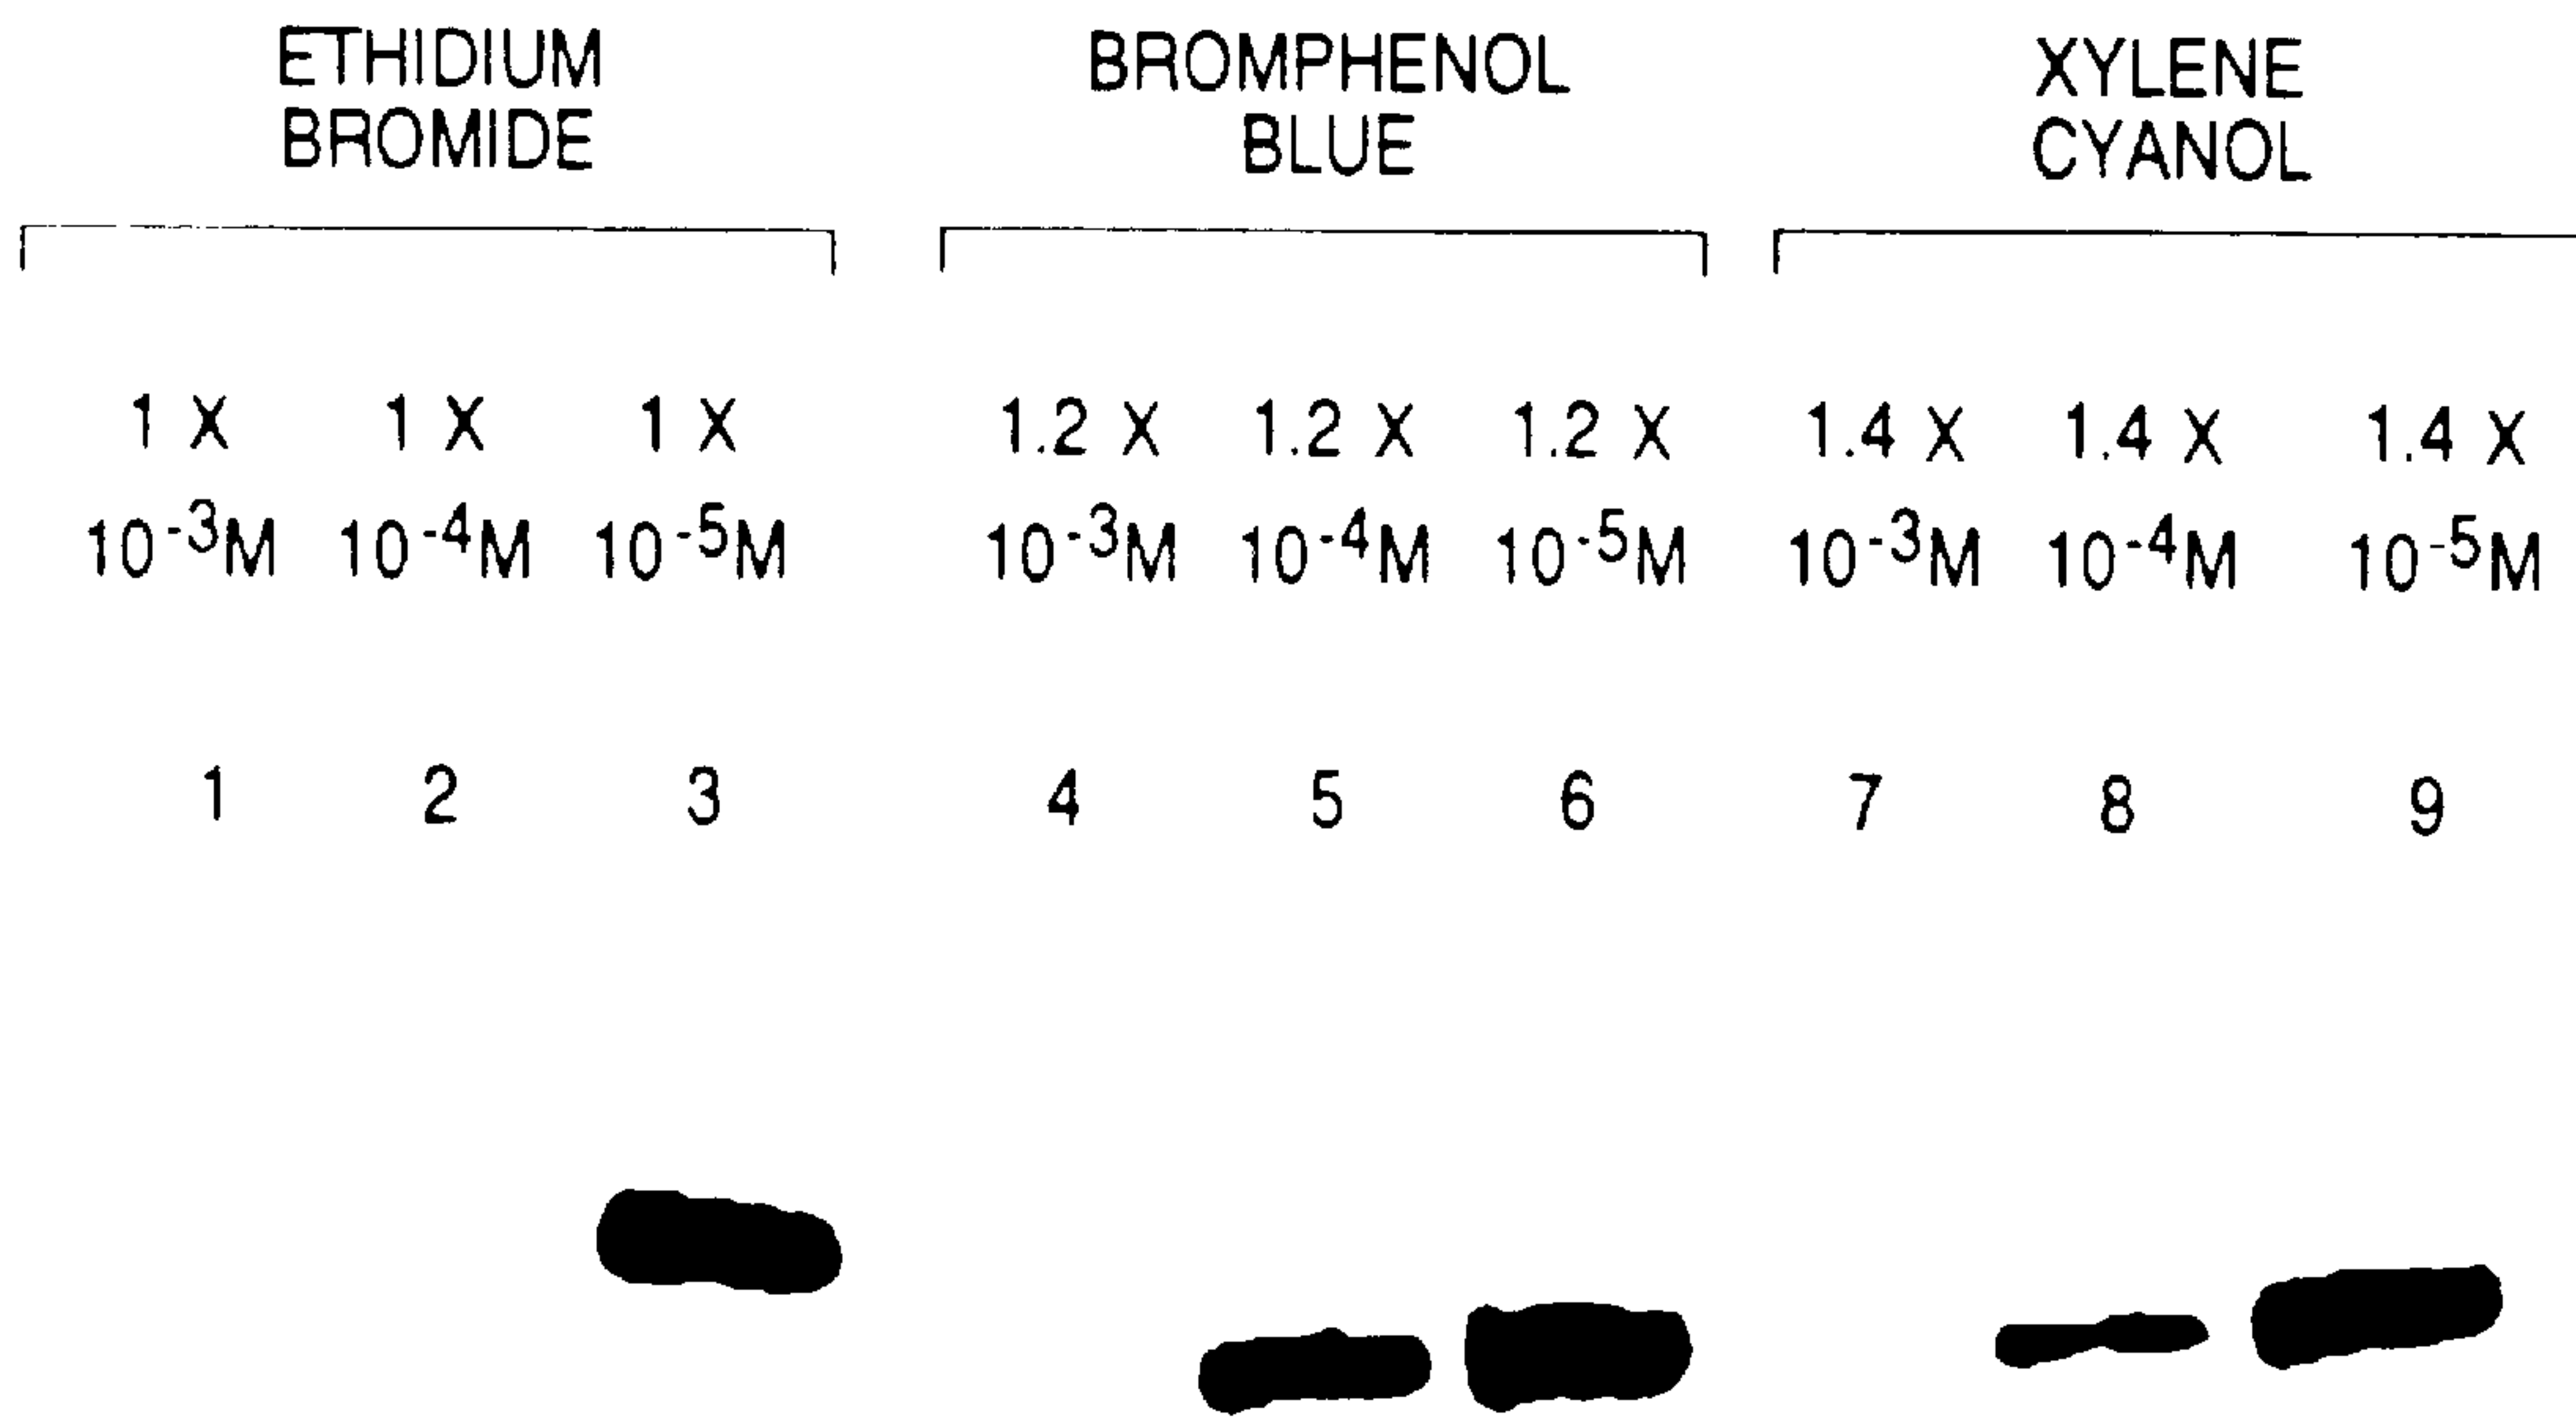 ETHIDIUM
BROMIDE
BROMPHENOL
BLUE
XYLENE
CYANOL
1 X 1 X 1 X 1.2 X 1.2 X 1.2 X 1.4 X 1.4 X 1.4 X
10⁻³M 10⁻⁴M 10⁻⁵M 10⁻³M 10⁻⁴M 10⁻⁵M 10⁻³M 10⁻⁴M 10⁻⁵M
1 2 3 4 5 6 7 8 9